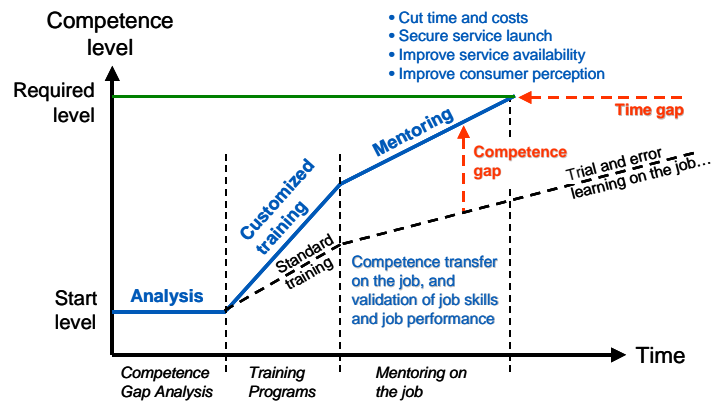 Competence
level
• Cut time and costs
• Secure service launch
• Improve service availability
• Improve consumer perception
Required
level
Time gap
Mentoring
Competence
gap
Trial and error
learning on the job…
Customized
training
Standard
training
Competence transfer
on the job, and
validation of job skills
and job performance
Analysis
Start
level
Time
Competence
Gap Analysis
Training
Programs
Mentoring on
the job